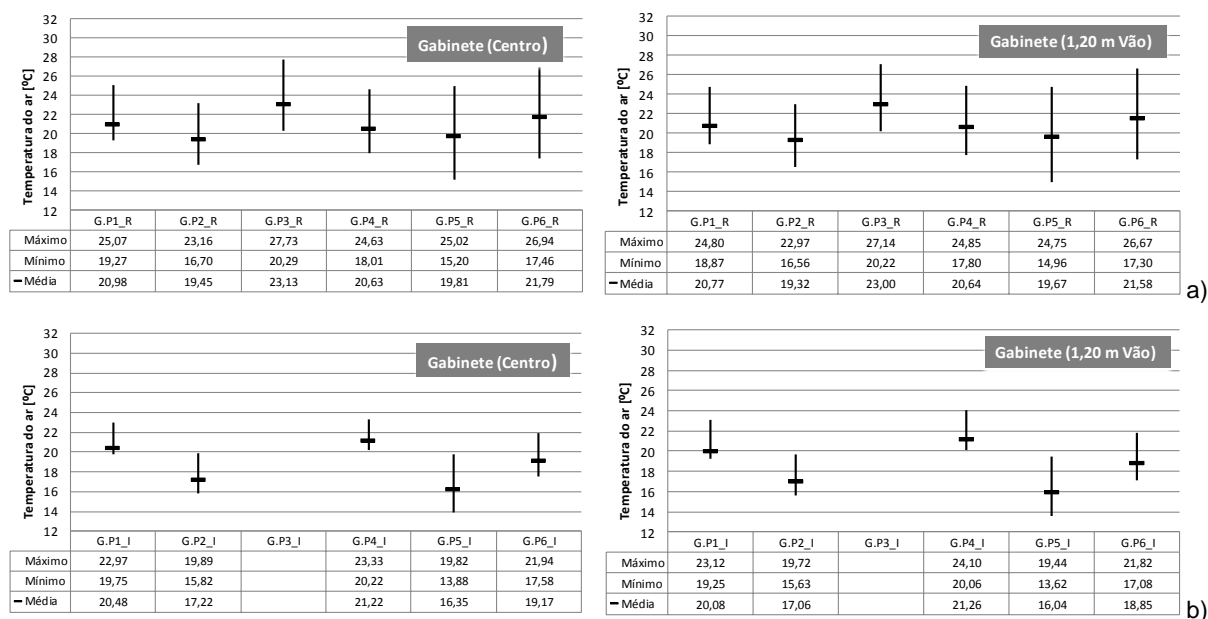 Gabinete (Centro)
Temperatura do ar [ºC]
32
30
28
26
24
22
20
18
16
14
12
G.P1_R G.P2_R G.P3_R G.P4_R G.P5_R G.P6_R
Máximo 25,07 23,16 27,73 24,63 25,02 26,94
Mínimo 19,27 16,70 20,29 18,01 15,20 17,46
Média 20,98 19,45 23,13 20,63 19,81 21,79
Gabinete (1,20 m Vão)
Temperatura do ar [ºC]
32
30
28
26
24
22
20
18
16
14
12
G.P1_R G.P2_R G.P3_R G.P4_R G.P5_R G.P6_R
Máximo 24,80 22,97 27,14 24,85 24,75 26,67
Mínimo 18,87 16,56 20,22 17,80 14,96 17,30
Média 20,77 19,32 23,00 20,64 19,67 21,58
a)
Gabinete (Centro)
Temperatura do ar [ºC]
32
30
28
26
24
22
20
18
16
14
12
G.P1_I G.P2_I G.P3_I G.P4_I G.P5_I G.P6_I
Máximo 22,97 19,89 23,33 19,82 21,94
Mínimo 19,75 15,82 20,22 13,88 17,58
Média 20,48 17,22 21,22 16,35 19,17
Gabinete (1,20 m Vão)
Temperatura do ar [ºC]
32
30
28
26
24
22
20
18
16
14
12
G.P1_I G.P2_I G.P3_I G.P4_I G.P5_I G.P6_I
Máximo 23,12 19,72 24,10 19,44 21,82
Mínimo 19,25 15,63 20,06 13,62 17,08
Média 20,08 17,06 21,26 16,04 18,85
b)